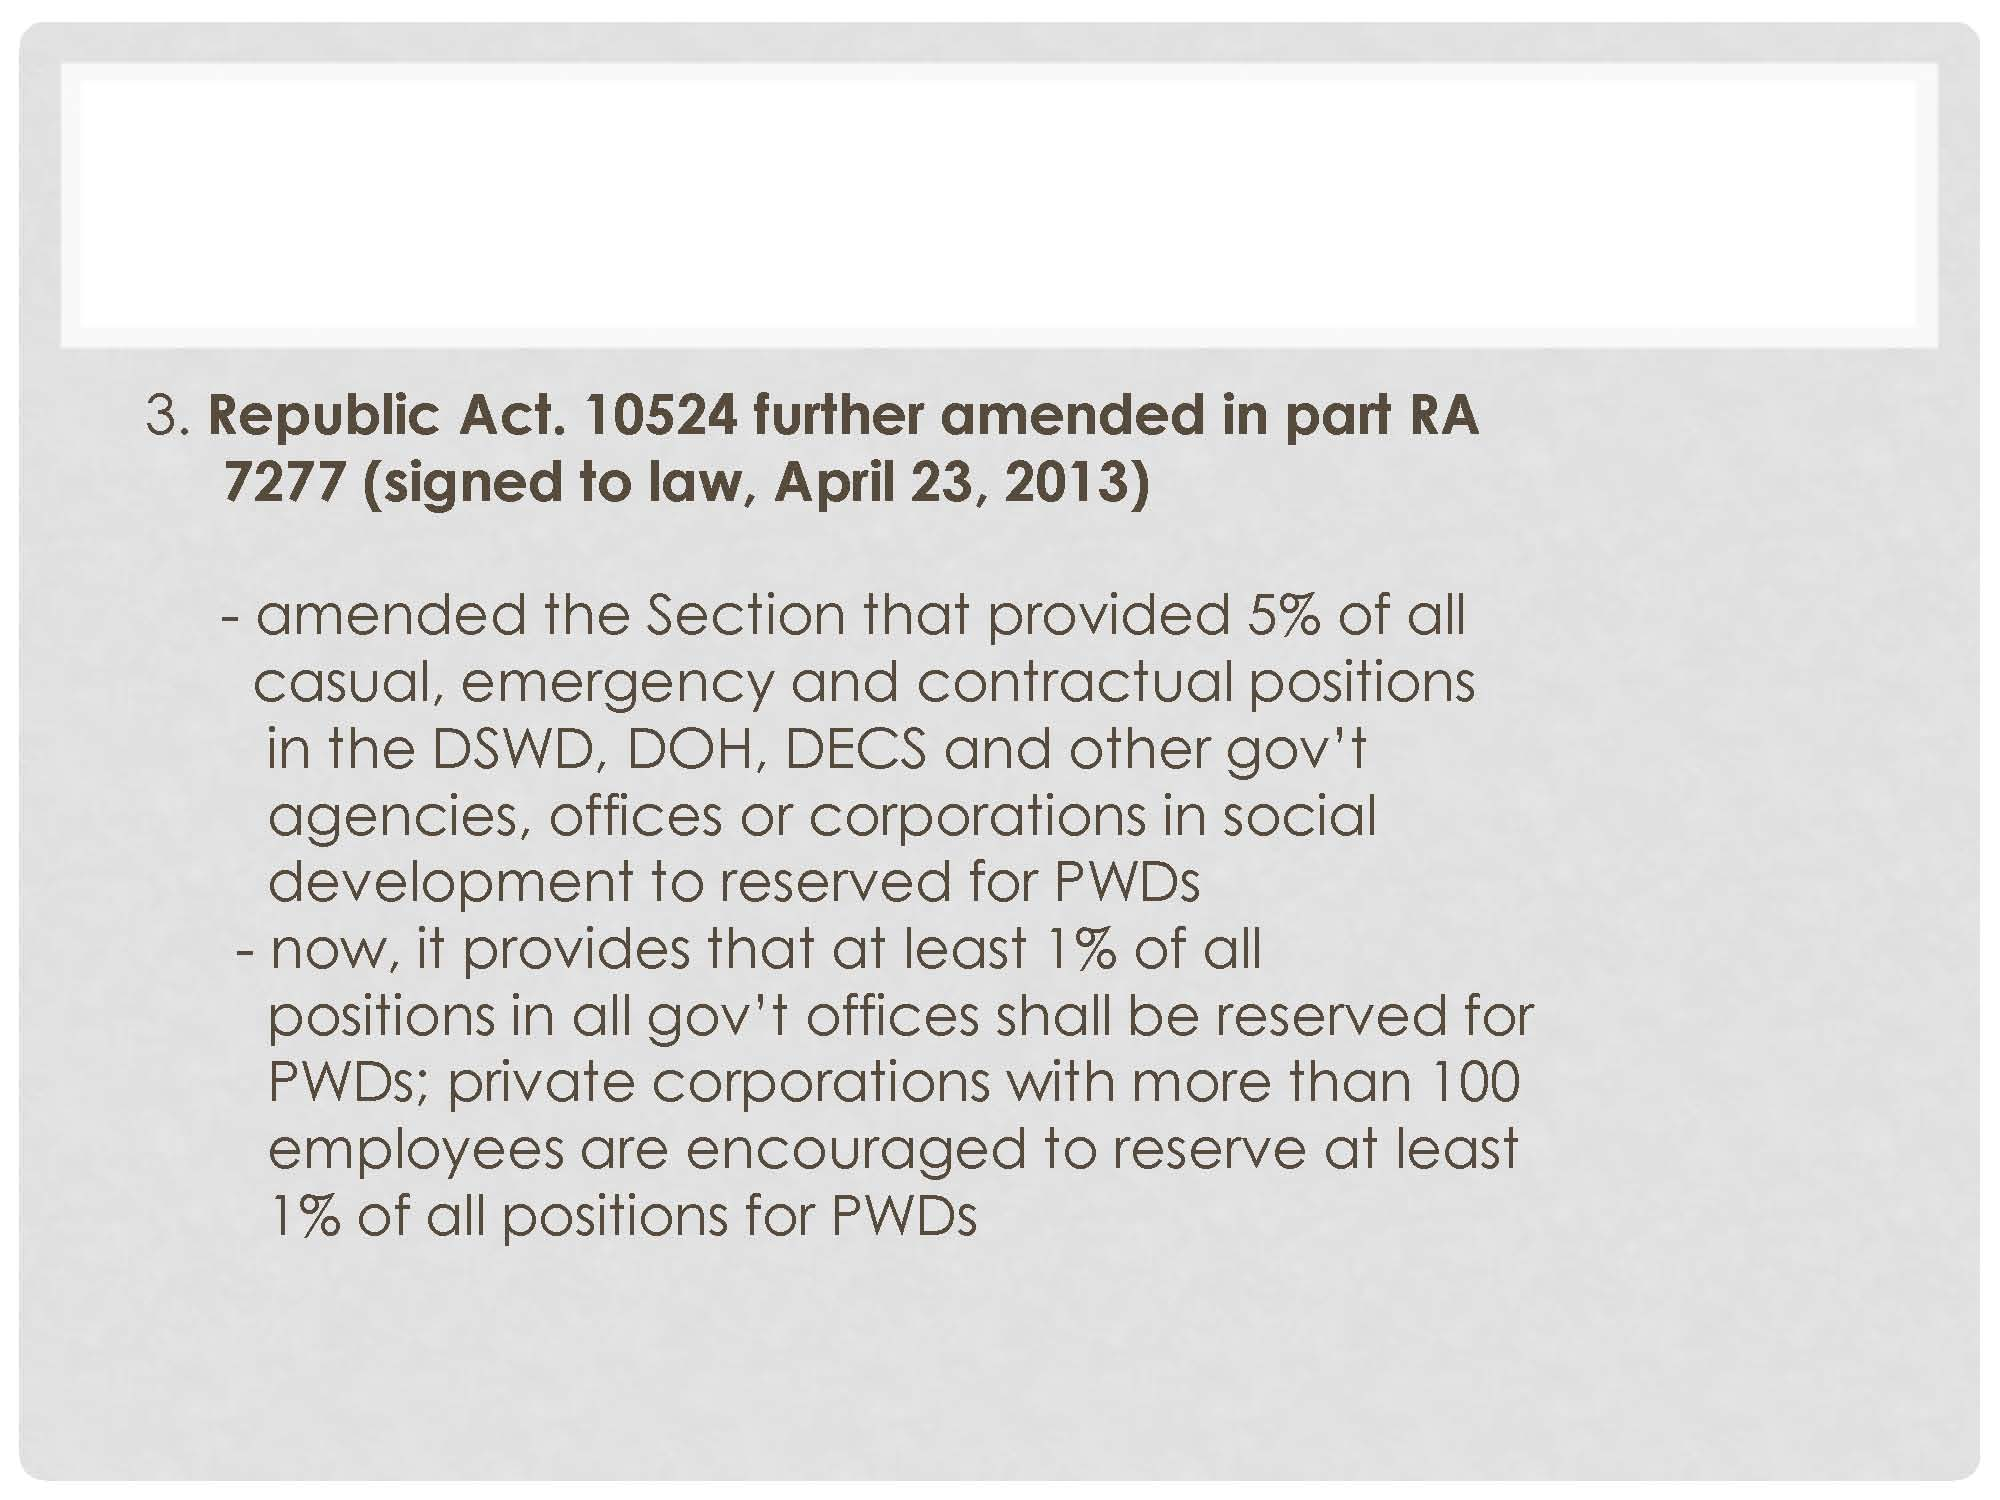 3. Republic Act. 10524 further amended in part RA
7277 (signed to law, April 23, 2013)
- amended the Section that provided 5% of all
casual, emergency and contractual positions
in the DSWD, DOH, DECS and other gov’t
agencies, offices or corporations in social
development to reserved for PWDs
- now, it provides that at least 1% of all
positions in all gov’t offices shall be reserved for
PWDs; private corporations with more than 100
employees are encouraged to reserve at least
1% of all positions for PWDs